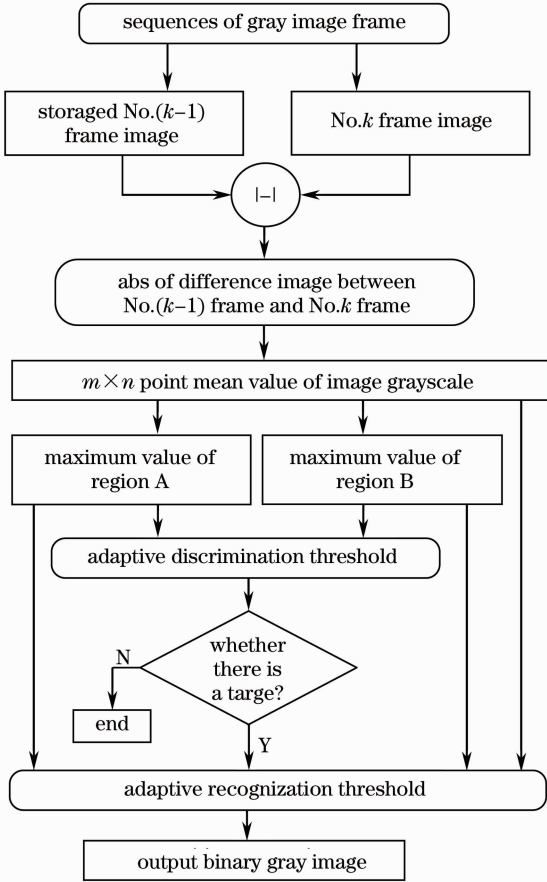 sequences of gray image frame
storaged No.(k−1)
frame image
No.k frame image
|−|
abs of difference image between
No.(k−1) frame and No.k frame
m×n point mean value of image grayscale
maximum value of
region A
maximum value of
region B
adaptive discrimination threshold
whether
there is
a targe?
N
end
Y
adaptive recognization threshold
output binary gray image